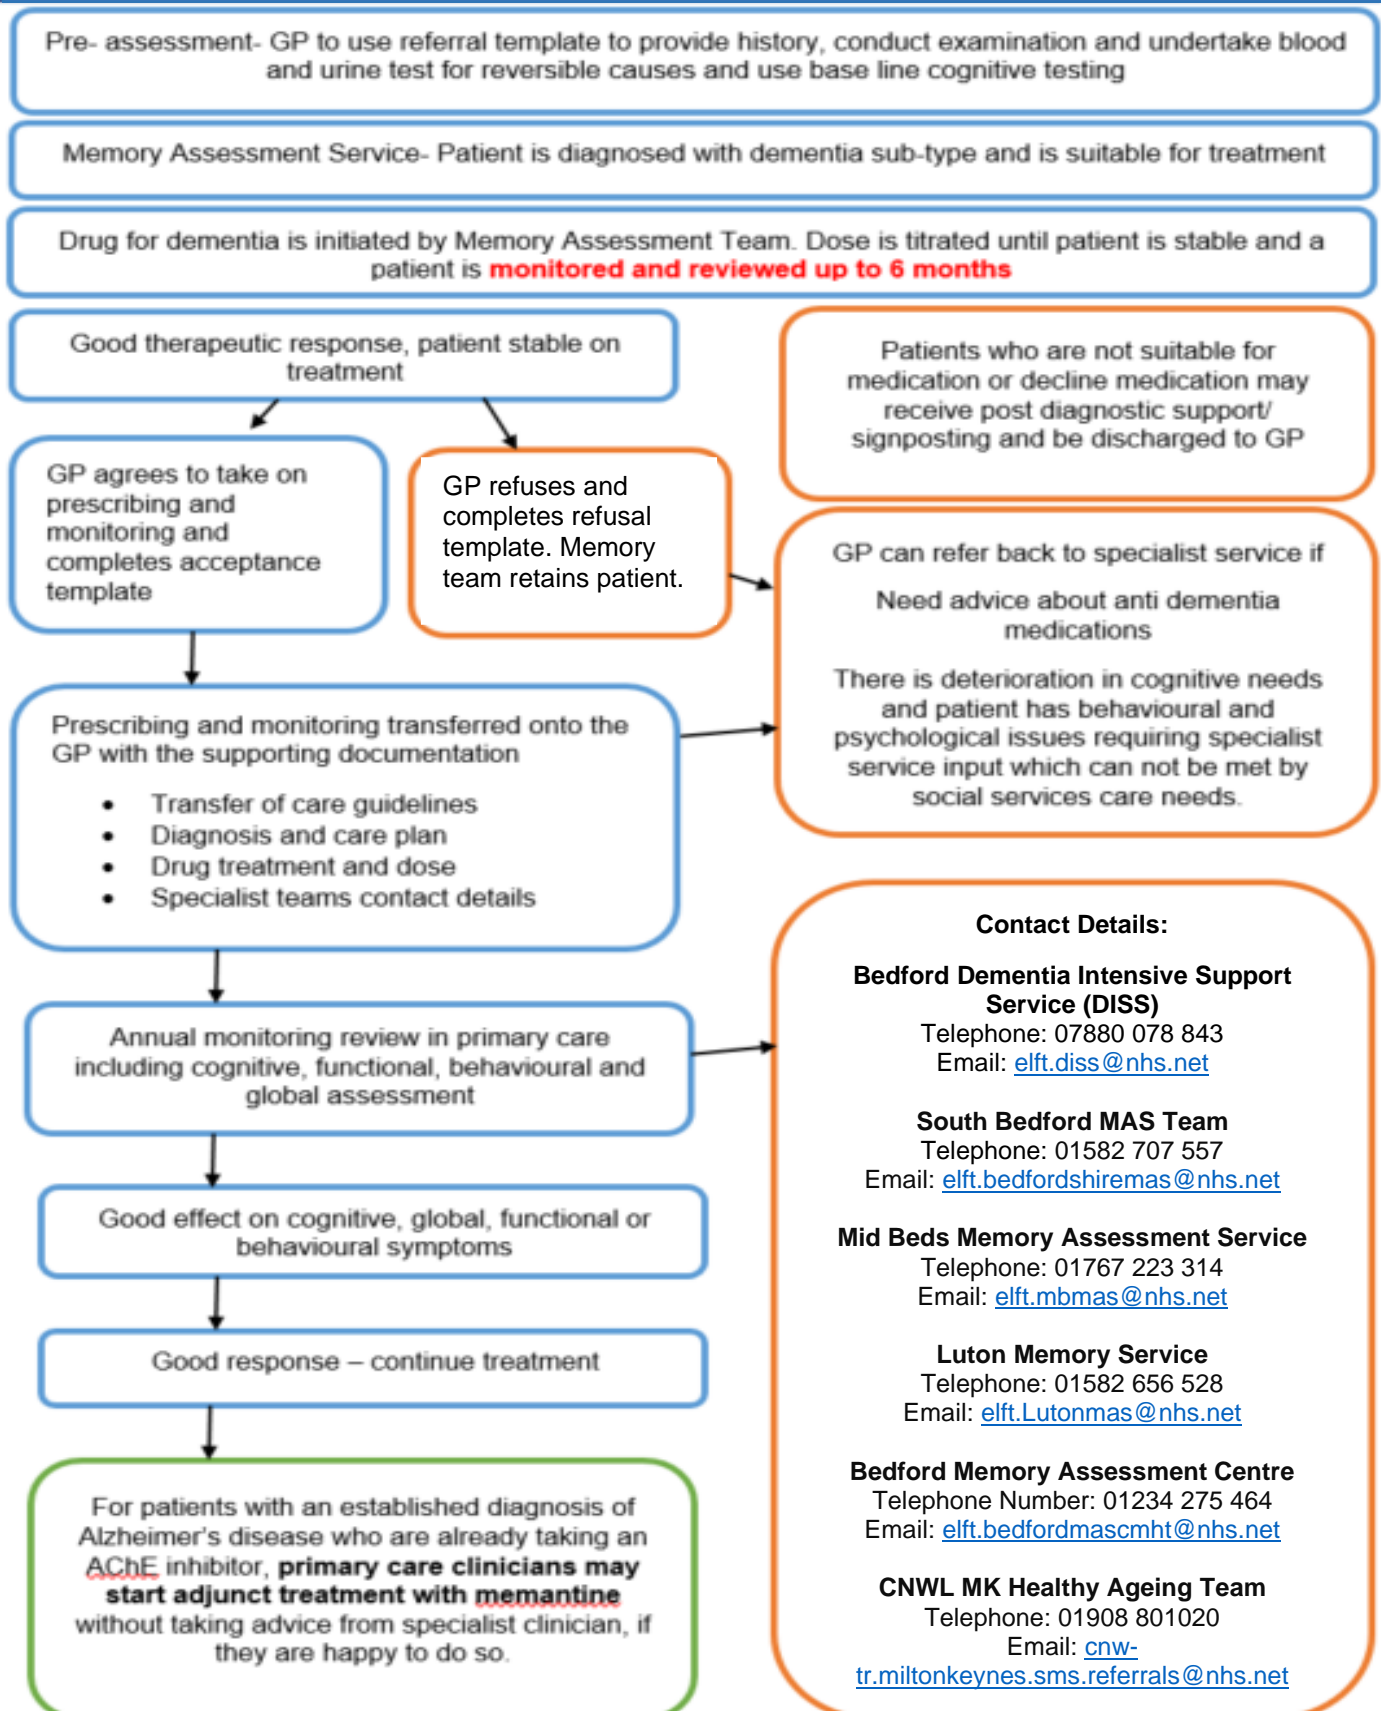 Pre- assessment- GP to use referral template to provide history, conduct examination and undertake blood
and urine test for reversible causes and use base line cognitive testing
Memory Assessment Service- Patient is diagnosed with dementia sub-type and is suitable for treatment
Drug for dementia is initiated by Memory Assessment Team. Dose is titrated until patient is stable and a
patient is monitored and reviewed up to 6 months
Good therapeutic response, patient stable on
treatment
Patients who are not suitable for
medication or decline medication may
receive post diagnostic support/
signposting and be discharged to GP
GP agrees to take on
prescribing and
monitoring and
completes acceptance
template
GP refuses and
completes refusal
template. Memory
team retains patient.
GP can refer back to specialist service if
Need advice about anti dementia
medications
There is deterioration in cognitive needs
and patient has behavioural and
psychological issues requiring specialist
service input which can not be met by
social services care needs.
Prescribing and monitoring transferred onto the
GP with the supporting documentation
• Transfer of care guidelines
• Diagnosis and care plan
• Drug treatment and dose
• Specialist teams contact details
Annual monitoring review in primary care
including cognitive, functional, behavioural and
global assessment
Good effect on cognitive, global, functional or
behavioural symptoms
Good response – continue treatment
For patients with an established diagnosis of
Alzheimer's disease who are already taking an
AChE inhibitor, primary care clinicians may
start adjunct treatment with memantine
without taking advice from specialist clinician, if
they are happy to do so.
Contact Details:
Bedford Dementia Intensive Support
Service (DISS)
Telephone: 07880 078 843
Email: elft.diss@nhs.net
South Bedford MAS Team
Telephone: 01582 707 557
Email: elft.bedfordshiremas@nhs.net
Mid Beds Memory Assessment Service
Telephone: 01767 223 314
Email: elft.mbmas@nhs.net
Luton Memory Service
Telephone: 01582 656 528
Email: elft.Lutonmas@nhs.net
Bedford Memory Assessment Centre
Telephone Number: 01234 275 464
Email: elft.bedfordmascmht@nhs.net
CNWL MK Healthy Ageing Team
Telephone: 01908 801020
Email: cnw-
tr.miltonkeynes.sms.referrals@nhs.net